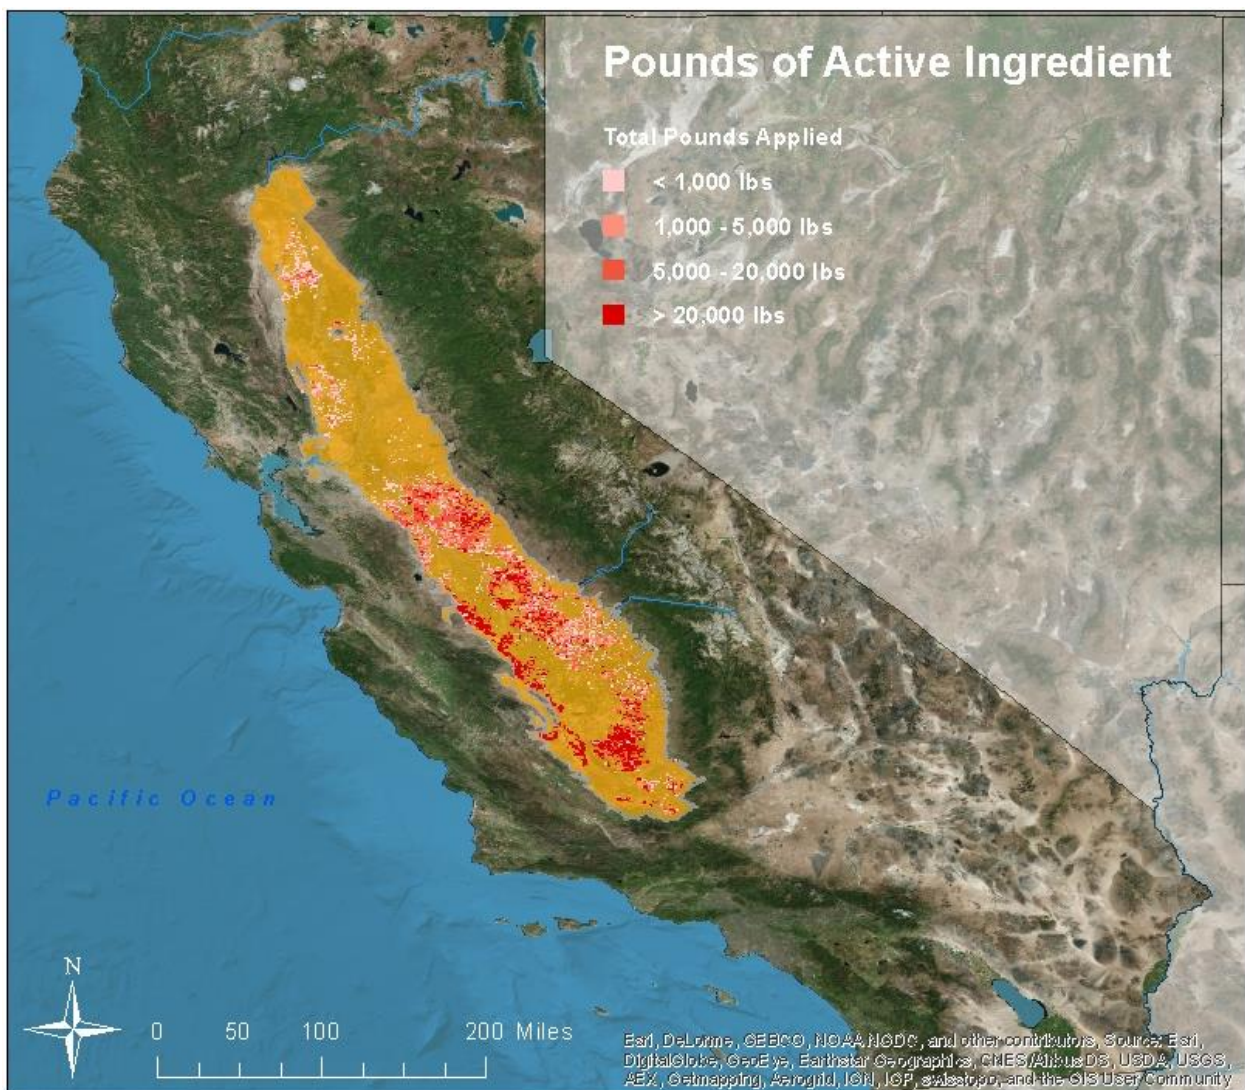 Pounds of Active Ingredient
Total Pounds Applied
< 1,000 lbs
1,000 - 5,000 lbs
5,000 - 20,000 lbs
> 20,000 lbs
Pacific Ocean
N
0 50 100 200 Miles
Esri, DeLorme, GEBCO, NOAA NGDC, and other contributors, Source: Esri,
DigitalGlobe, GeoEye, Earthstar Geographics, CNES/Airbus DS, USDA, USGS,
AEX, Getmapping, Aerogrid, IGN, IGP, swisstopo, and the GIS User Community